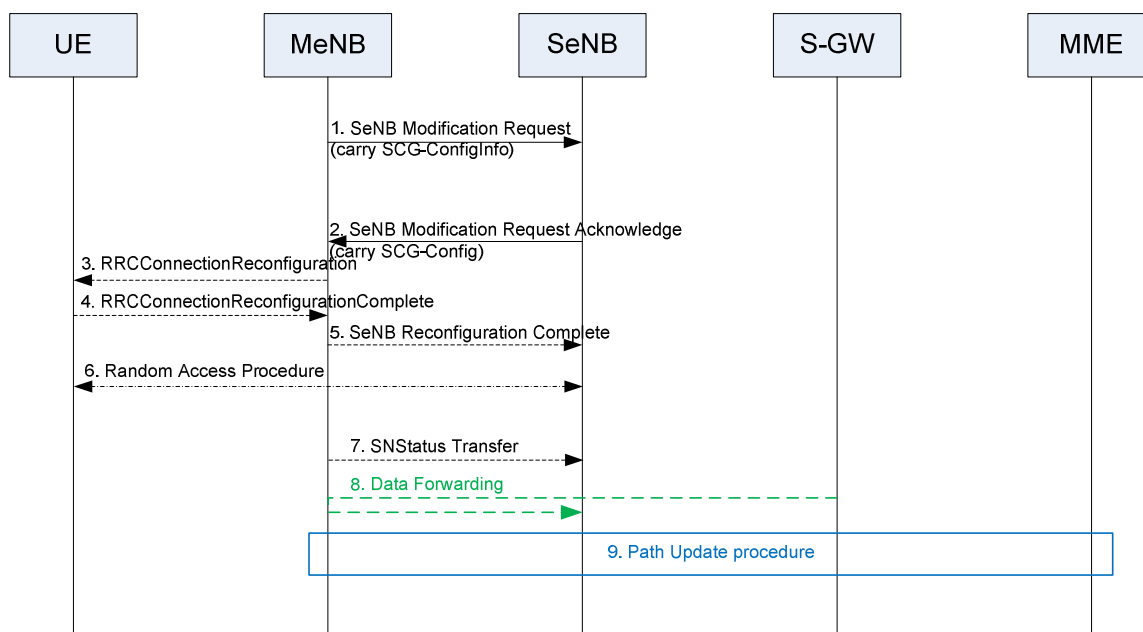 UE
MeNB
SeNB
S-GW
MME
1. SeNB Modification Request
(carry SCG-ConfigInfo)
2. SeNB Modification Request Acknowledge
(carry SCG-Config)
3. RRCConnectionReconfiguration
4. RRCConnectionReconfigurationComplete
5. SeNB Reconfiguration Complete
6. Random Access Procedure
7. SNStatus Transfer
8. Data Forwarding
9. Path Update procedure